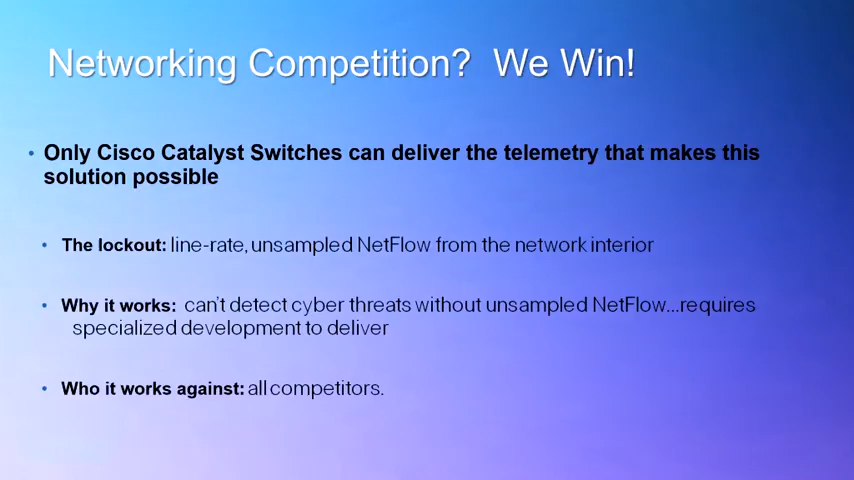 Networking Competition?  We Win!
• Only Cisco Catalyst Switches can deliver the telemetry that makes this
solution possible
• The lockout: line-rate, unsampled NetFlow from the network interior
• Why it works:  can't detect cyber threats without unsampled NetFlow…requires
specialized development to deliver
• Who it works against: all competitors.